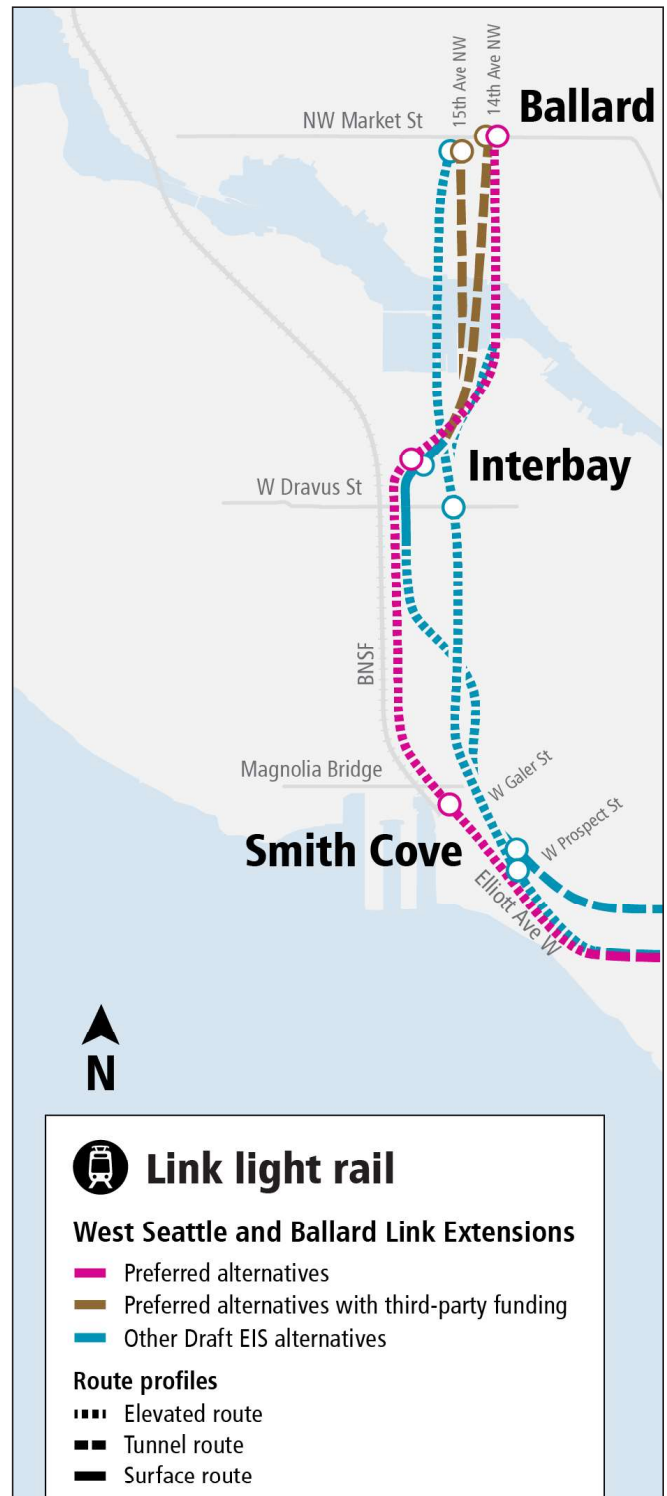 15th Ave NW
14th Ave NW
Ballard
NW Market St
Interbay
W Dravus St
BNSF
Magnolia Bridge
W Galer St
Smith Cove
W Prospect St
Elliott Ave W
N
Link light rail
West Seattle and Ballard Link Extensions
Preferred alternatives
Preferred alternatives with third-party funding
Other Draft EIS alternatives
Route profiles
Elevated route
Tunnel route
Surface route